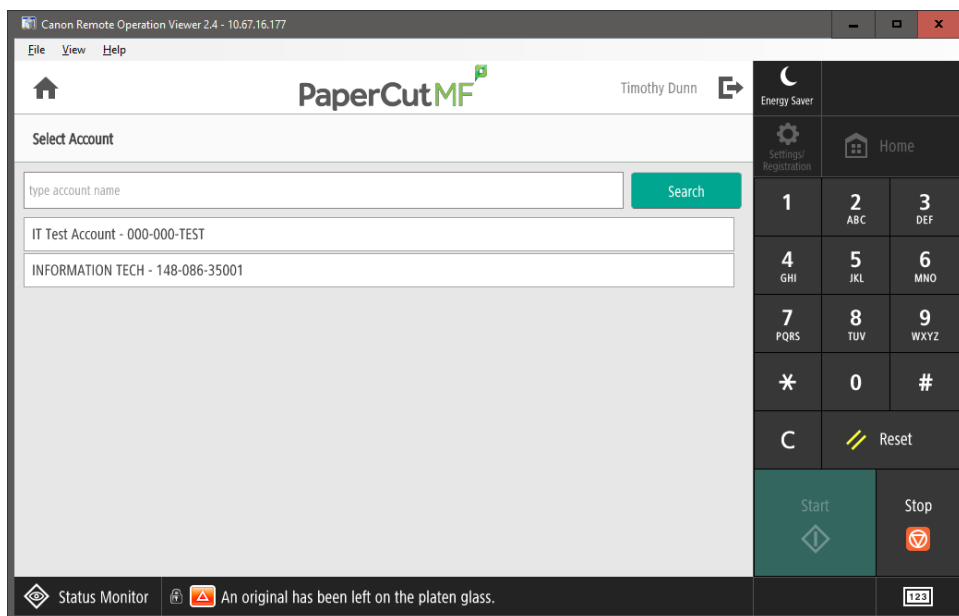 Canon Remote Operation Viewer 2.4 - 10.67.16.177
File View Help
PaperCutMF
Timothy Dunn
Select Account
type account name
Search
IT Test Account - 000-000-TEST
INFORMATION TECH - 148-086-35001
Energy Saver
Settings/
Registration
Home
1 2 3
ABC DEF
4 5 6
GHI JKL MNO
7 8 9
PQRS TUV WXYZ
* 0 #
C Reset
Start Stop
Status Monitor An original has been left on the platen glass.
123